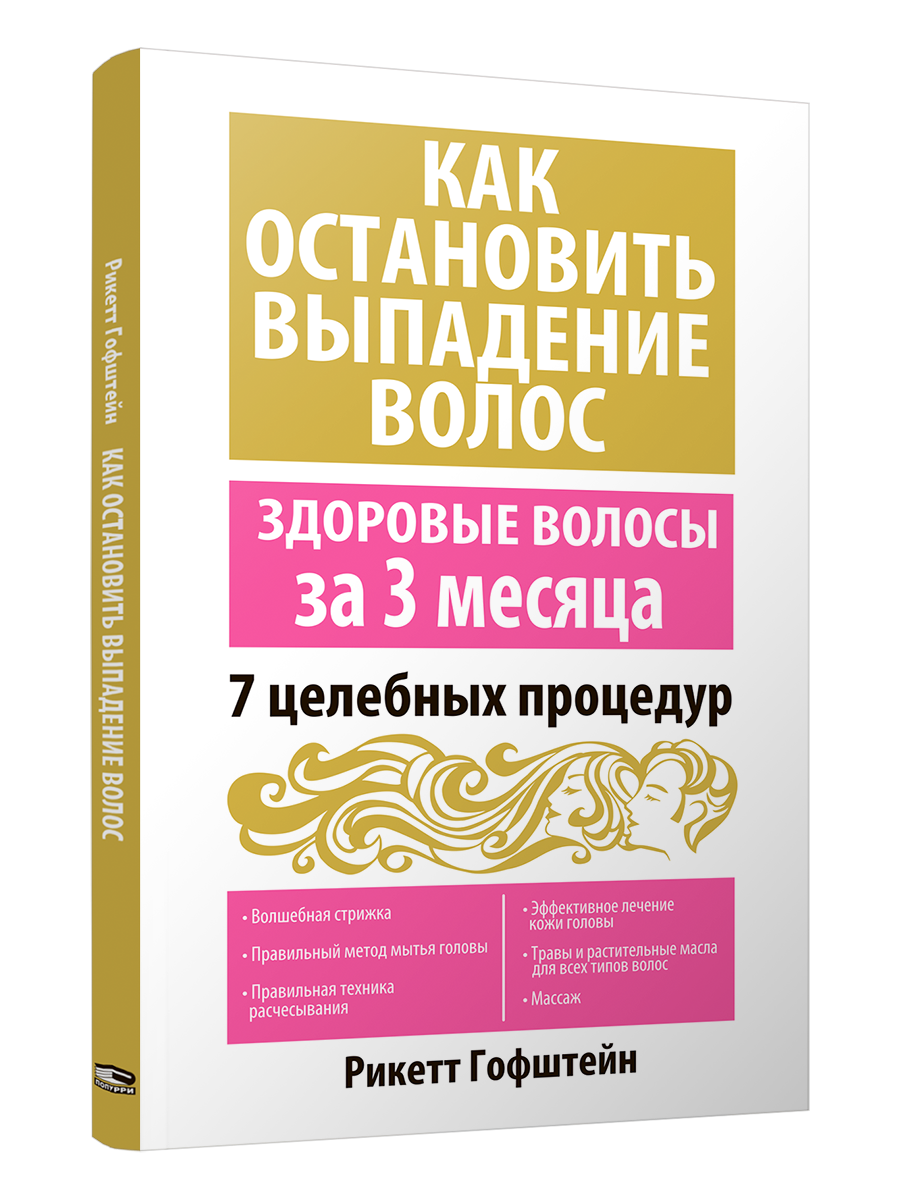 КАК
ОСТАНОВИТЬ
ВЫПАДЕНИЕ
ВОЛОС
ЗДОРОВЫЕ ВОЛОСЫ
за 3 месяца
7 целебных процедур
• Волшебная стрижка
• Правильный метод мытья головы
• Правильная техника
расчесывания
• Эффективное лечение
кожи головы
• Травы и растительные масла
для всех типов волос
• Массаж
Рикетт Гофштейн
Рикетт Гофштейн КАК ОСТАНОВИТЬ ВЫПАДЕНИЕ ВОЛОС
ПОПУРРИ